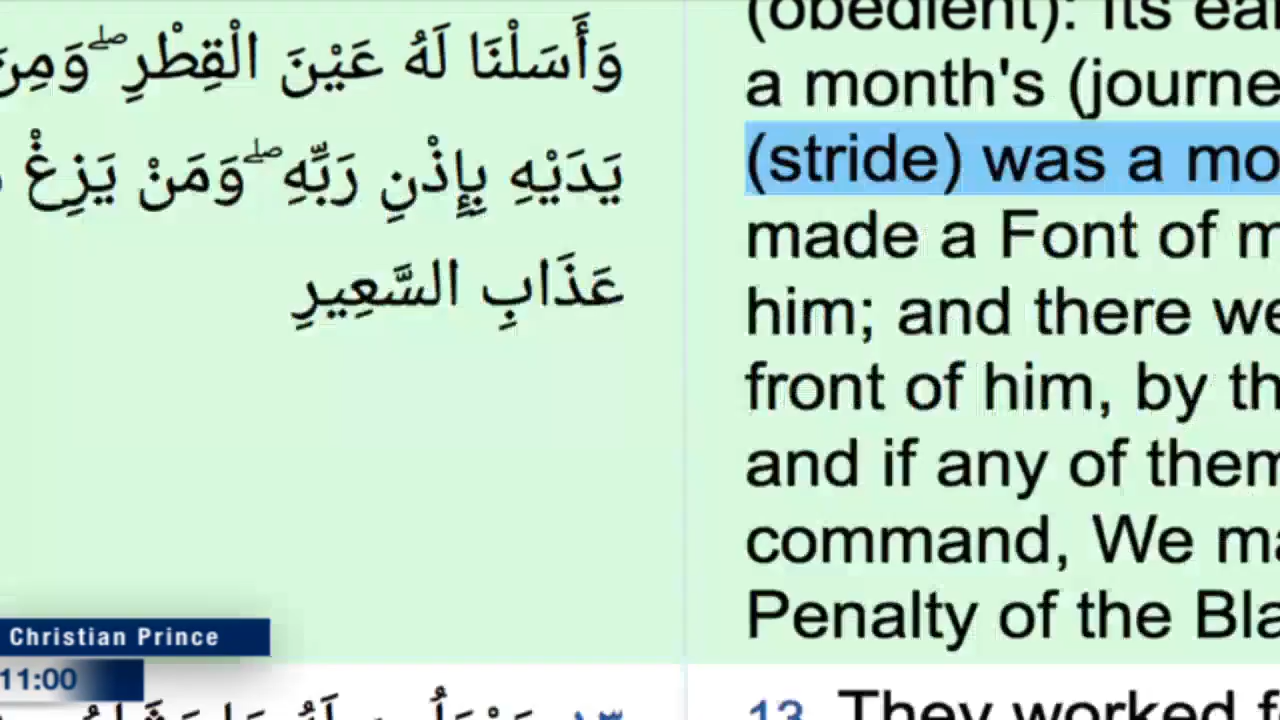 وَأَسَلْنَا لَهُ عَيْنَ الْقِطْرِ ۖ وَمِنَ
يَدَيْهِ بِإِذْنِ رَبِّهِ ۖ وَمَنْ يَزِغْ
عَذَابِ السَّعِيرِ
(obedient): Its
a month's (journe
(stride) was a mo
made a Font of m
him; and there we
front of him, by th
and if any of them
command, We ma
Penalty of the Bla
13 They worked f
Christian Prince
11:00